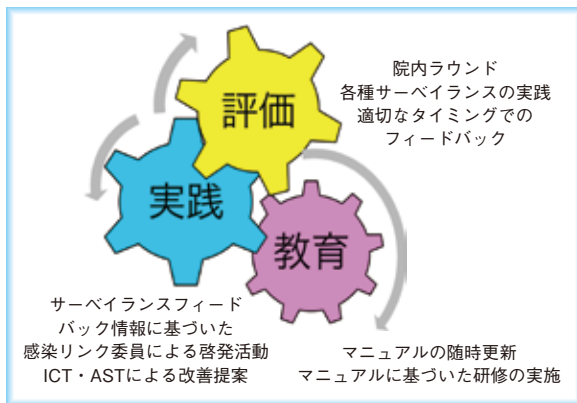 評価
院内ラウンド
各種サーベイランスの実践
適切なタイミングでの
フィードバック
実践
サーベイランスフィード
バック情報に基づいた
感染リンク委員による啓発活動
ICT・ASTによる改善提案
教育
マニュアルの随時更新
マニュアルに基づいた研修の実施